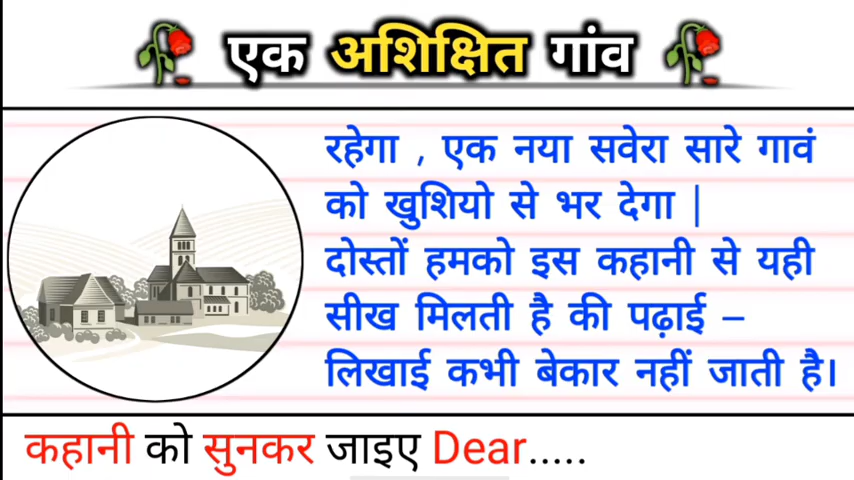 एक अशिक्षित गांव
रहेगा , एक नया सवेरा सारे गावं
को खुशियो से भर देगा |
दोस्तों हमको इस कहानी से यही
सीख मिलती है की पढ़ाई –
लिखाई कभी बेकार नहीं जाती है।
कहानी को सुनकर जाइए Dear.....